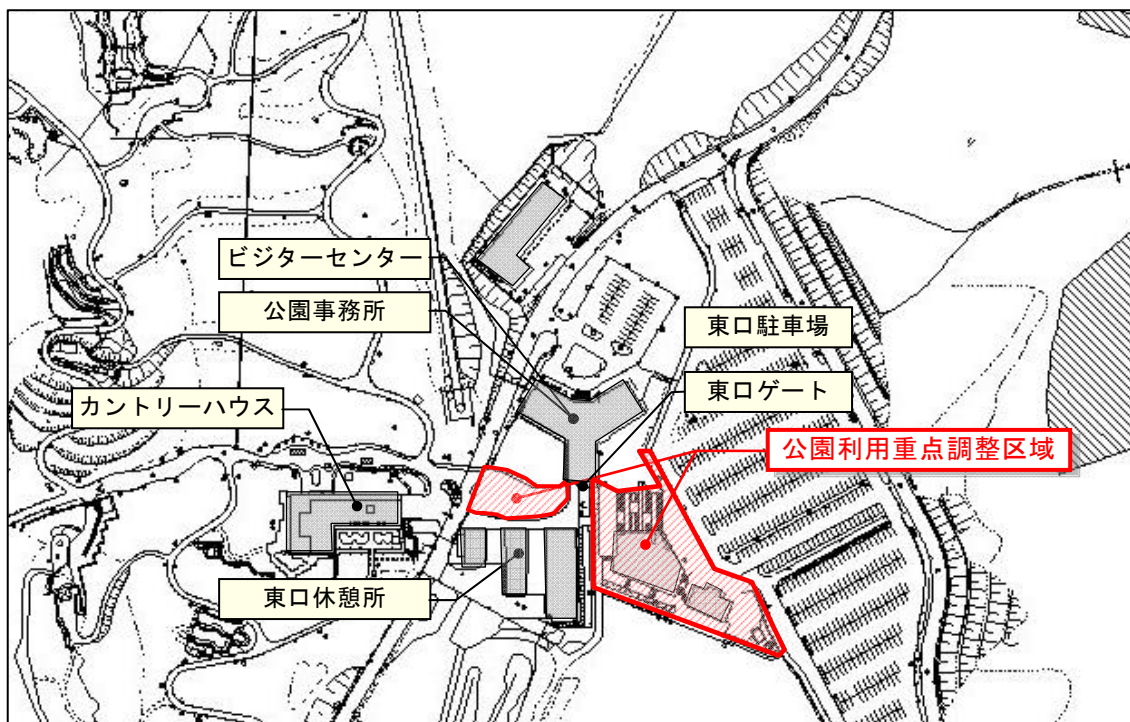 ビジターセンター
公園事務所
カントリーハウス
東口休憩所
東口駐車場
東口ゲート
公園利用重点調整区域